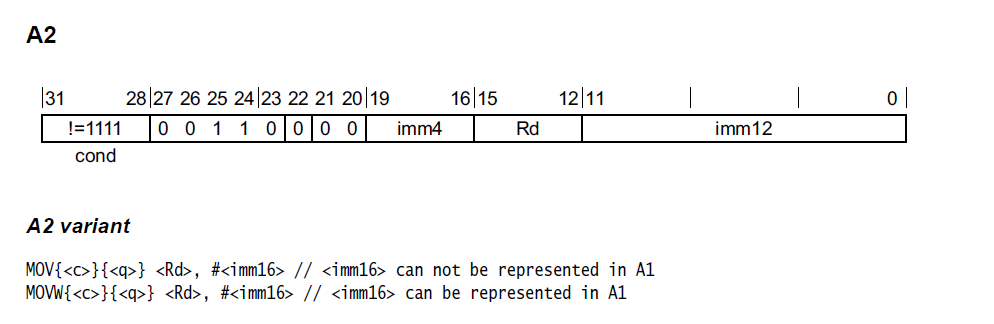 A2
31 28 27 26 25 24 23 22 21 20 19 16 15 12 11 0
!=1111 0 0 1 1 0 0 0 0 imm4 Rd imm12
cond
A2 variant
MOV{<c>}{<q>} <Rd>, #<imm16> // <imm16> can not be represented in A1
MOVW{<c>}{<q>} <Rd>, #<imm16> // <imm16> can be represented in A1